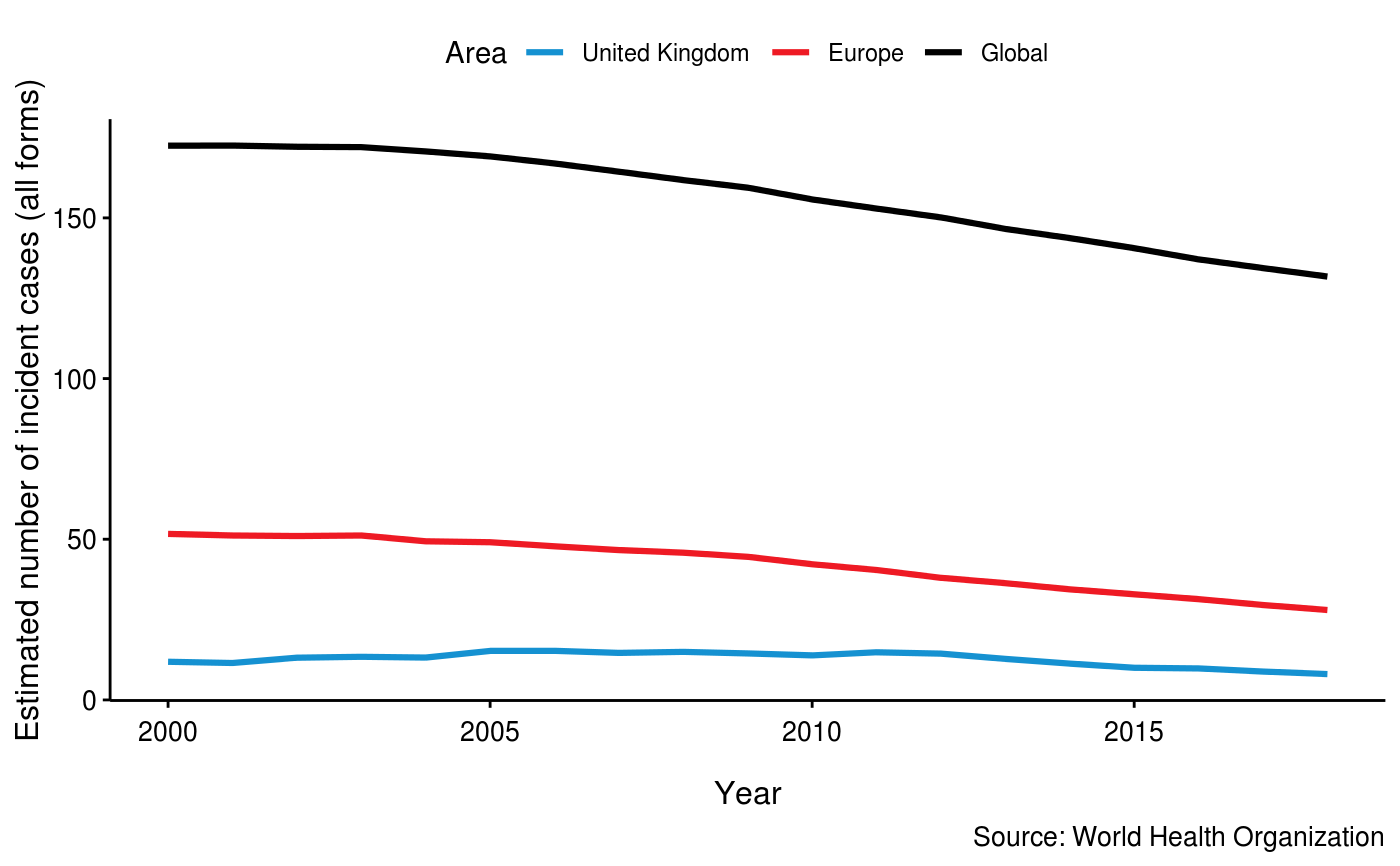 Area United Kingdom Europe Global
Estimated number of incident cases (all forms)
150
100
50
0
2000 2005 2010 2015
Year
Source: World Health Organization